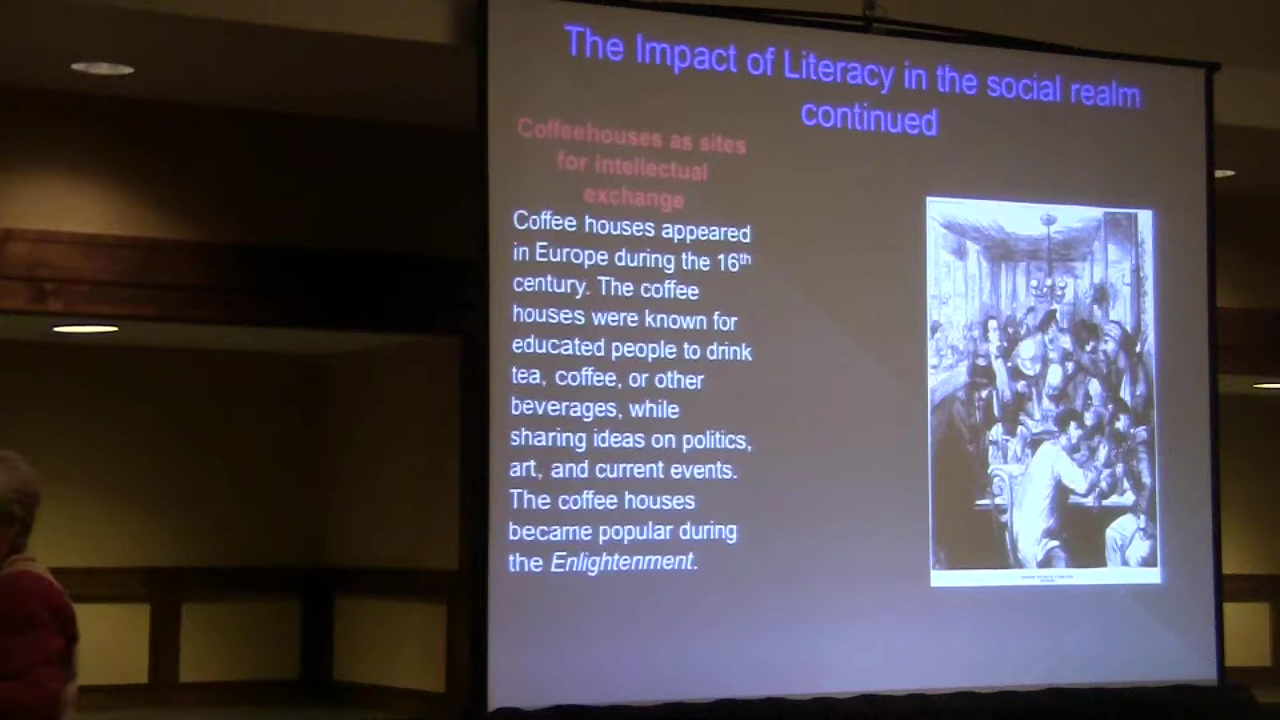 The Impact of Literacy in the social realm
continued
Coffeehouses as sites
for intellectual
exchange
Coffee houses appeared
in Europe during the 16th
century. The coffee
houses were known for
educated people to drink
tea, coffee, or other
beverages, while
sharing ideas on politics,
art, and current events.
The coffee houses
became popular during
the Enlightenment.